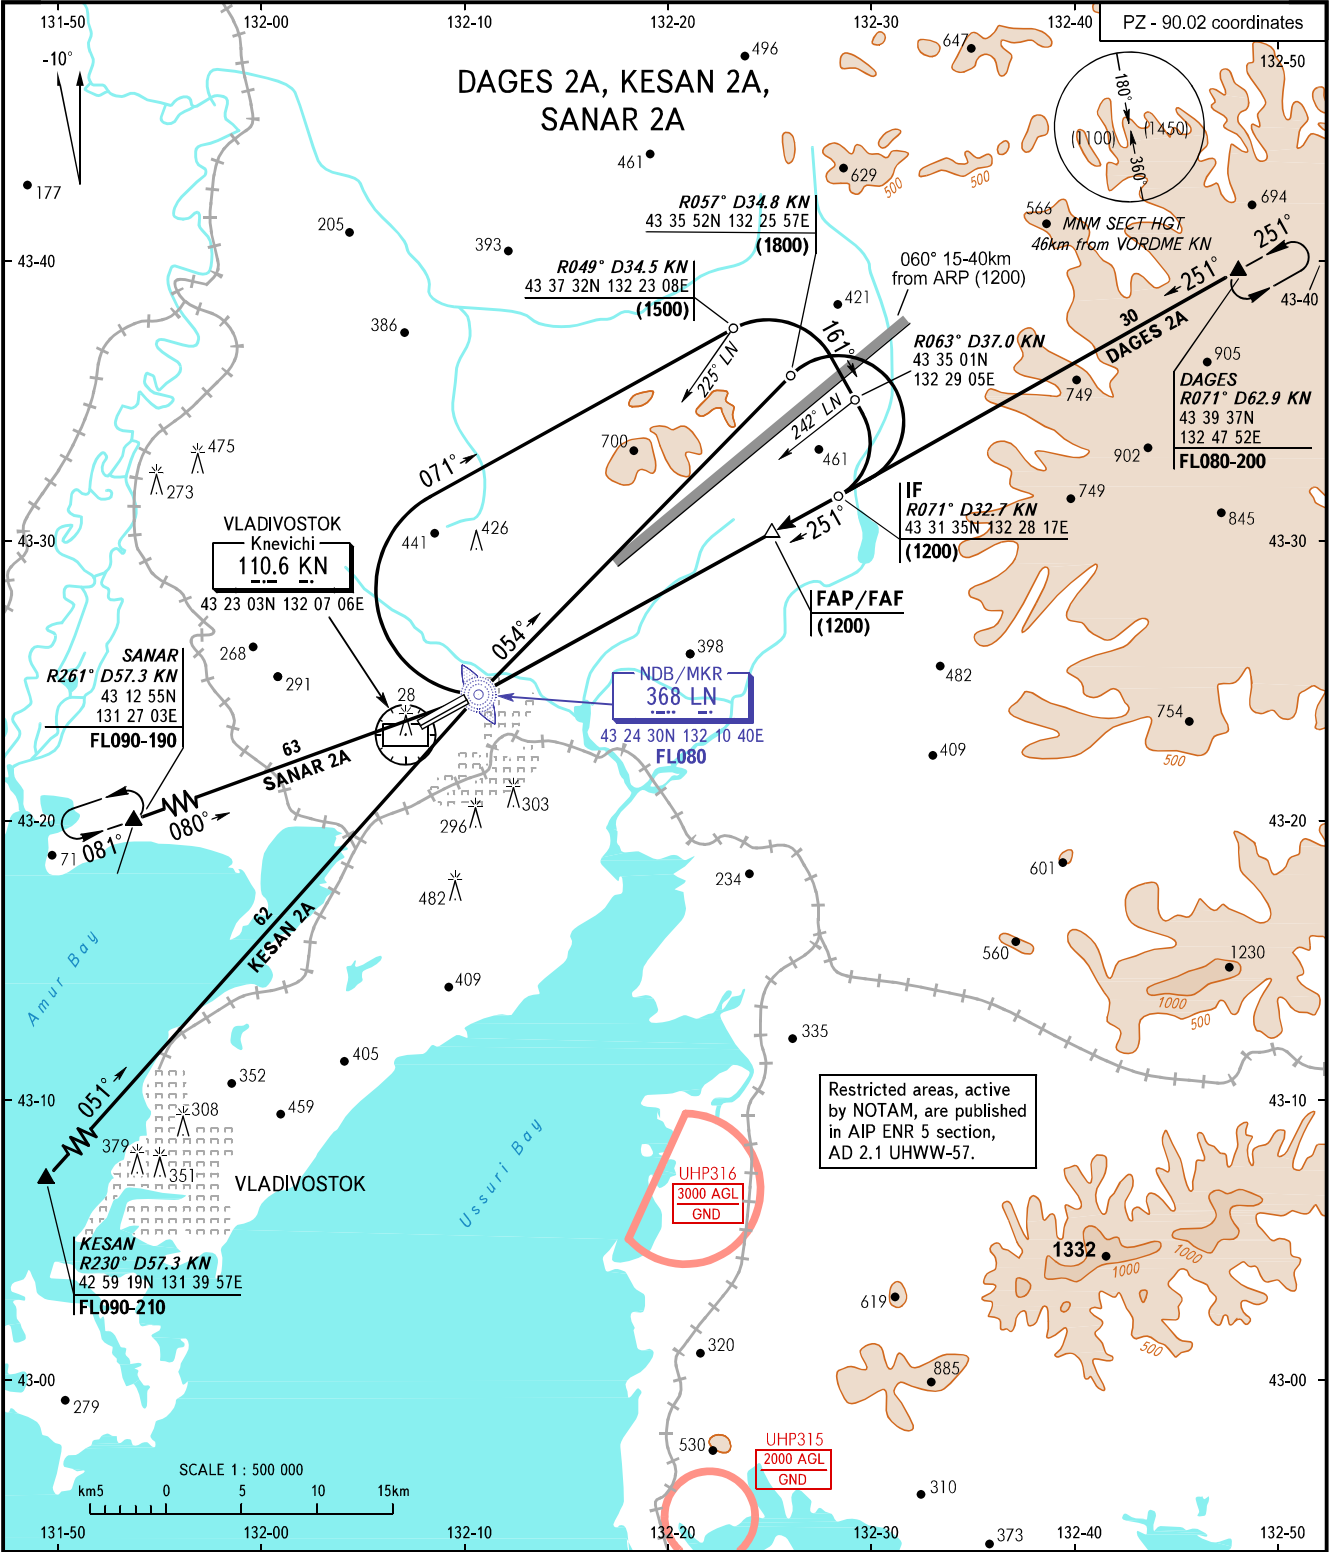 131-50
132-00
132-10
132-20
132-30
132-40
PZ - 90.02 coordinates
132-50
-10°
647
496
DAGES 2A, KESAN 2A,
SANAR 2A
180°
(1100)
(1450)
360°
461
629
500
500
177
R057° D34.8 KN
43 35 52N 132 25 57E
(1800)
694
566
MNM SECT HGT
46km from VORDME KN
205
393
43-40
R049° D34.5 KN
43 37 32N 132 23 08E
(1500)
060° 15-40km
from ARP (1200)
251°
251°
43-40
421
386
161°
30
DAGES 2A
R063° D37.0 KN
43 35 01N
132 29 05E
225° LN
905
749
DAGES
R071° D62.9 KN
43 39 37N
132 47 52E
FL080-200
242° LN
475
273
700
461
902
071°
749
845
IF
R071° D32.7 KN
43 31 35N 132 28 17E
(1200)
251°
VLADIVOSTOK
Knevichi
110.6 KN
43 23 03N 132 07 06E
441
426
43-30
43-30
FAP/FAF
(1200)
054°
268
291
398
482
SANAR
R261° D57.3 KN
43 12 55N
131 27 03E
FL090-190
28
NDB/MKR
368 LN
43 24 30N 132 10 40E
FL080
754
409
500
63
SANAR 2A
303
296
43-20
43-20
080°
081°
71
482
234
601
62
KESAN 2A
560
1230
1000
500
409
Amur Bay
335
405
352
459
Restricted areas, active
by NOTAM, are published
in AIP ENR 5 section,
AD 2.1 UHWW-57.
43-10
43-10
051°
308
379
351
VLADIVOSTOK
Ussuri Bay
UHP316
3000 AGL
GND
KESAN
R230° D57.3 KN
42 59 19N 131 39 57E
FL090-210
1332
1000
1000
619
500
320
885
43-00
43-00
279
530
UHP315
2000 AGL
GND
SCALE 1 : 500 000
km5
0
5
10
15km
310
373
131-50
132-00
132-10
132-20
132-30
132-40
132-50